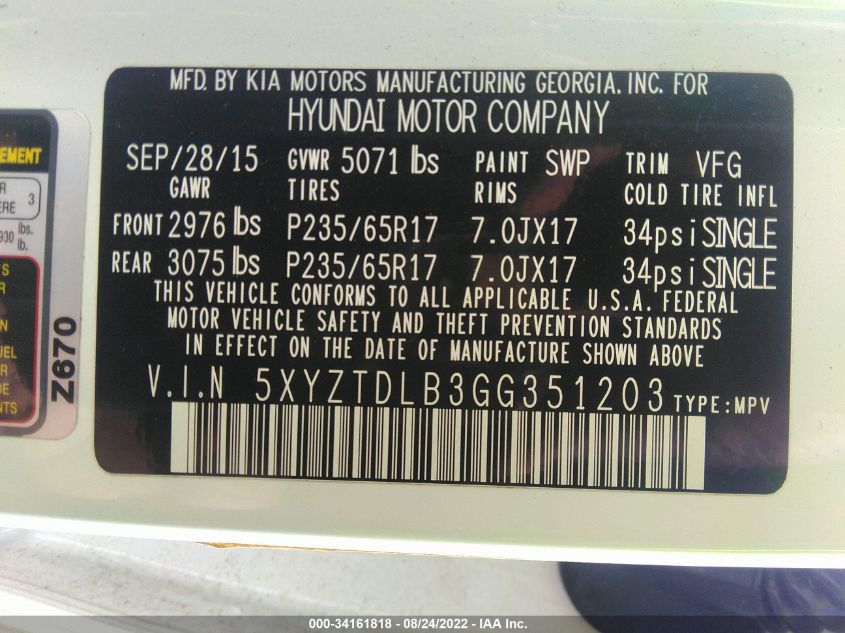 MFD. BY KIA MOTORS MANUFACTURING GEORGIA, INC. FOR
HYUNDAI MOTOR COMPANY
SEP/28/15 GVWR 5071 lbs PAINT SWP TRIM VFG
GAWR TIRES RIMS COLD TIRE INFL
FRONT 2976 lbs P235/65R17 7.0JX17 34psi SINGLE
REAR 3075 lbs P235/65R17 7.0JX17 34psi SINGLE
THIS VEHICLE CONFORMS TO ALL APPLICABLE U.S.A. FEDERAL
MOTOR VEHICLE SAFETY AND THEFT PREVENTION STANDARDS
IN EFFECT ON THE DATE OF MANUFACTURE SHOWN ABOVE
V.I.N 5XYZTDLB3GG351203 TYPE:MPV
Z670
3
lbs.
lb.
000-34161818 - 08/24/2022 - IAA Inc.